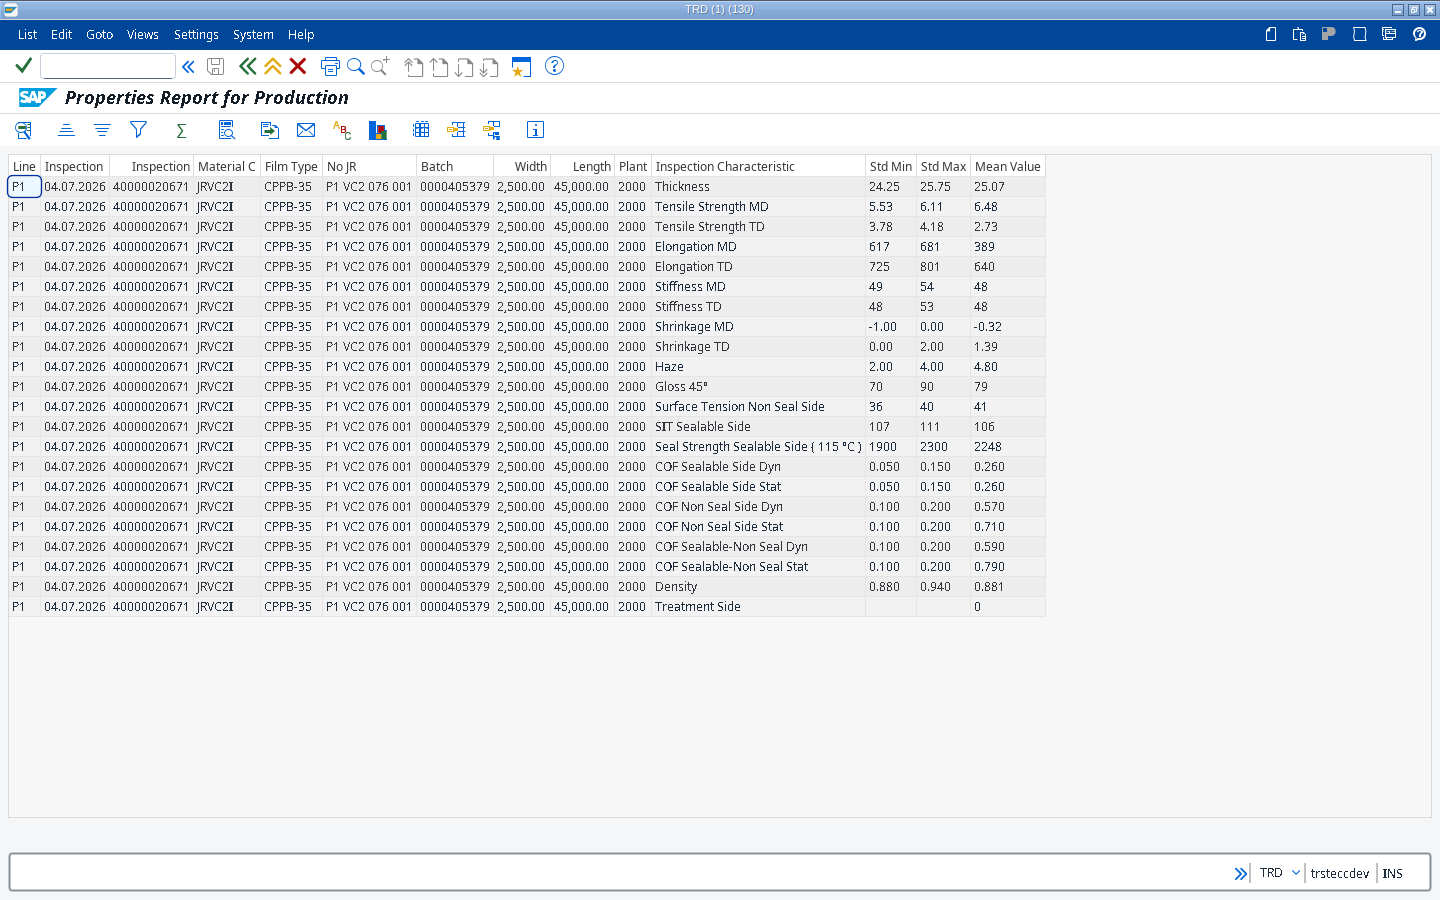 TRD (1) (130)
List Edit Goto Views Settings System Help
SAP Properties Report for Production
Line Inspection Inspection Material C Film Type No JR Batch Width Length Plant Inspection Characteristic Std Min Std Max Mean Value
P1 04.07.2026 40000020671 JRVC2I CPPB-35 P1 VC2 076 001 0000405379 2,500.00 45,000.00 2000 Thickness 24.25 25.75 25.07
P1 04.07.2026 40000020671 JRVC2I CPPB-35 P1 VC2 076 001 0000405379 2,500.00 45,000.00 2000 Tensile Strength MD 5.53 6.11 6.48
P1 04.07.2026 40000020671 JRVC2I CPPB-35 P1 VC2 076 001 0000405379 2,500.00 45,000.00 2000 Tensile Strength TD 3.78 4.18 2.73
P1 04.07.2026 40000020671 JRVC2I CPPB-35 P1 VC2 076 001 0000405379 2,500.00 45,000.00 2000 Elongation MD 617 681 389
P1 04.07.2026 40000020671 JRVC2I CPPB-35 P1 VC2 076 001 0000405379 2,500.00 45,000.00 2000 Elongation TD 725 801 640
P1 04.07.2026 40000020671 JRVC2I CPPB-35 P1 VC2 076 001 0000405379 2,500.00 45,000.00 2000 Stiffness MD 49 54 48
P1 04.07.2026 40000020671 JRVC2I CPPB-35 P1 VC2 076 001 0000405379 2,500.00 45,000.00 2000 Stiffness TD 48 53 48
P1 04.07.2026 40000020671 JRVC2I CPPB-35 P1 VC2 076 001 0000405379 2,500.00 45,000.00 2000 Shrinkage MD -1.00 0.00 -0.32
P1 04.07.2026 40000020671 JRVC2I CPPB-35 P1 VC2 076 001 0000405379 2,500.00 45,000.00 2000 Shrinkage TD 0.00 2.00 1.39
P1 04.07.2026 40000020671 JRVC2I CPPB-35 P1 VC2 076 001 0000405379 2,500.00 45,000.00 2000 Haze 2.00 4.00 4.80
P1 04.07.2026 40000020671 JRVC2I CPPB-35 P1 VC2 076 001 0000405379 2,500.00 45,000.00 2000 Gloss 45° 70 90 79
P1 04.07.2026 40000020671 JRVC2I CPPB-35 P1 VC2 076 001 0000405379 2,500.00 45,000.00 2000 Surface Tension Non Seal Side 36 40 41
P1 04.07.2026 40000020671 JRVC2I CPPB-35 P1 VC2 076 001 0000405379 2,500.00 45,000.00 2000 SIT Sealable Side 107 111 106
P1 04.07.2026 40000020671 JRVC2I CPPB-35 P1 VC2 076 001 0000405379 2,500.00 45,000.00 2000 Seal Strength Sealable Side ( 115 °C ) 1900 2300 2248
P1 04.07.2026 40000020671 JRVC2I CPPB-35 P1 VC2 076 001 0000405379 2,500.00 45,000.00 2000 COF Sealable Side Dyn 0.050 0.150 0.260
P1 04.07.2026 40000020671 JRVC2I CPPB-35 P1 VC2 076 001 0000405379 2,500.00 45,000.00 2000 COF Sealable Side Stat 0.050 0.150 0.260
P1 04.07.2026 40000020671 JRVC2I CPPB-35 P1 VC2 076 001 0000405379 2,500.00 45,000.00 2000 COF Non Seal Side Dyn 0.100 0.200 0.570
P1 04.07.2026 40000020671 JRVC2I CPPB-35 P1 VC2 076 001 0000405379 2,500.00 45,000.00 2000 COF Non Seal Side Stat 0.100 0.200 0.710
P1 04.07.2026 40000020671 JRVC2I CPPB-35 P1 VC2 076 001 0000405379 2,500.00 45,000.00 2000 COF Sealable-Non Seal Dyn 0.100 0.200 0.590
P1 04.07.2026 40000020671 JRVC2I CPPB-35 P1 VC2 076 001 0000405379 2,500.00 45,000.00 2000 COF Sealable-Non Seal Stat 0.100 0.200 0.790
P1 04.07.2026 40000020671 JRVC2I CPPB-35 P1 VC2 076 001 0000405379 2,500.00 45,000.00 2000 Density 0.880 0.940 0.881
P1 04.07.2026 40000020671 JRVC2I CPPB-35 P1 VC2 076 001 0000405379 2,500.00 45,000.00 2000 Treatment Side 0
TRD trsteccdev INS